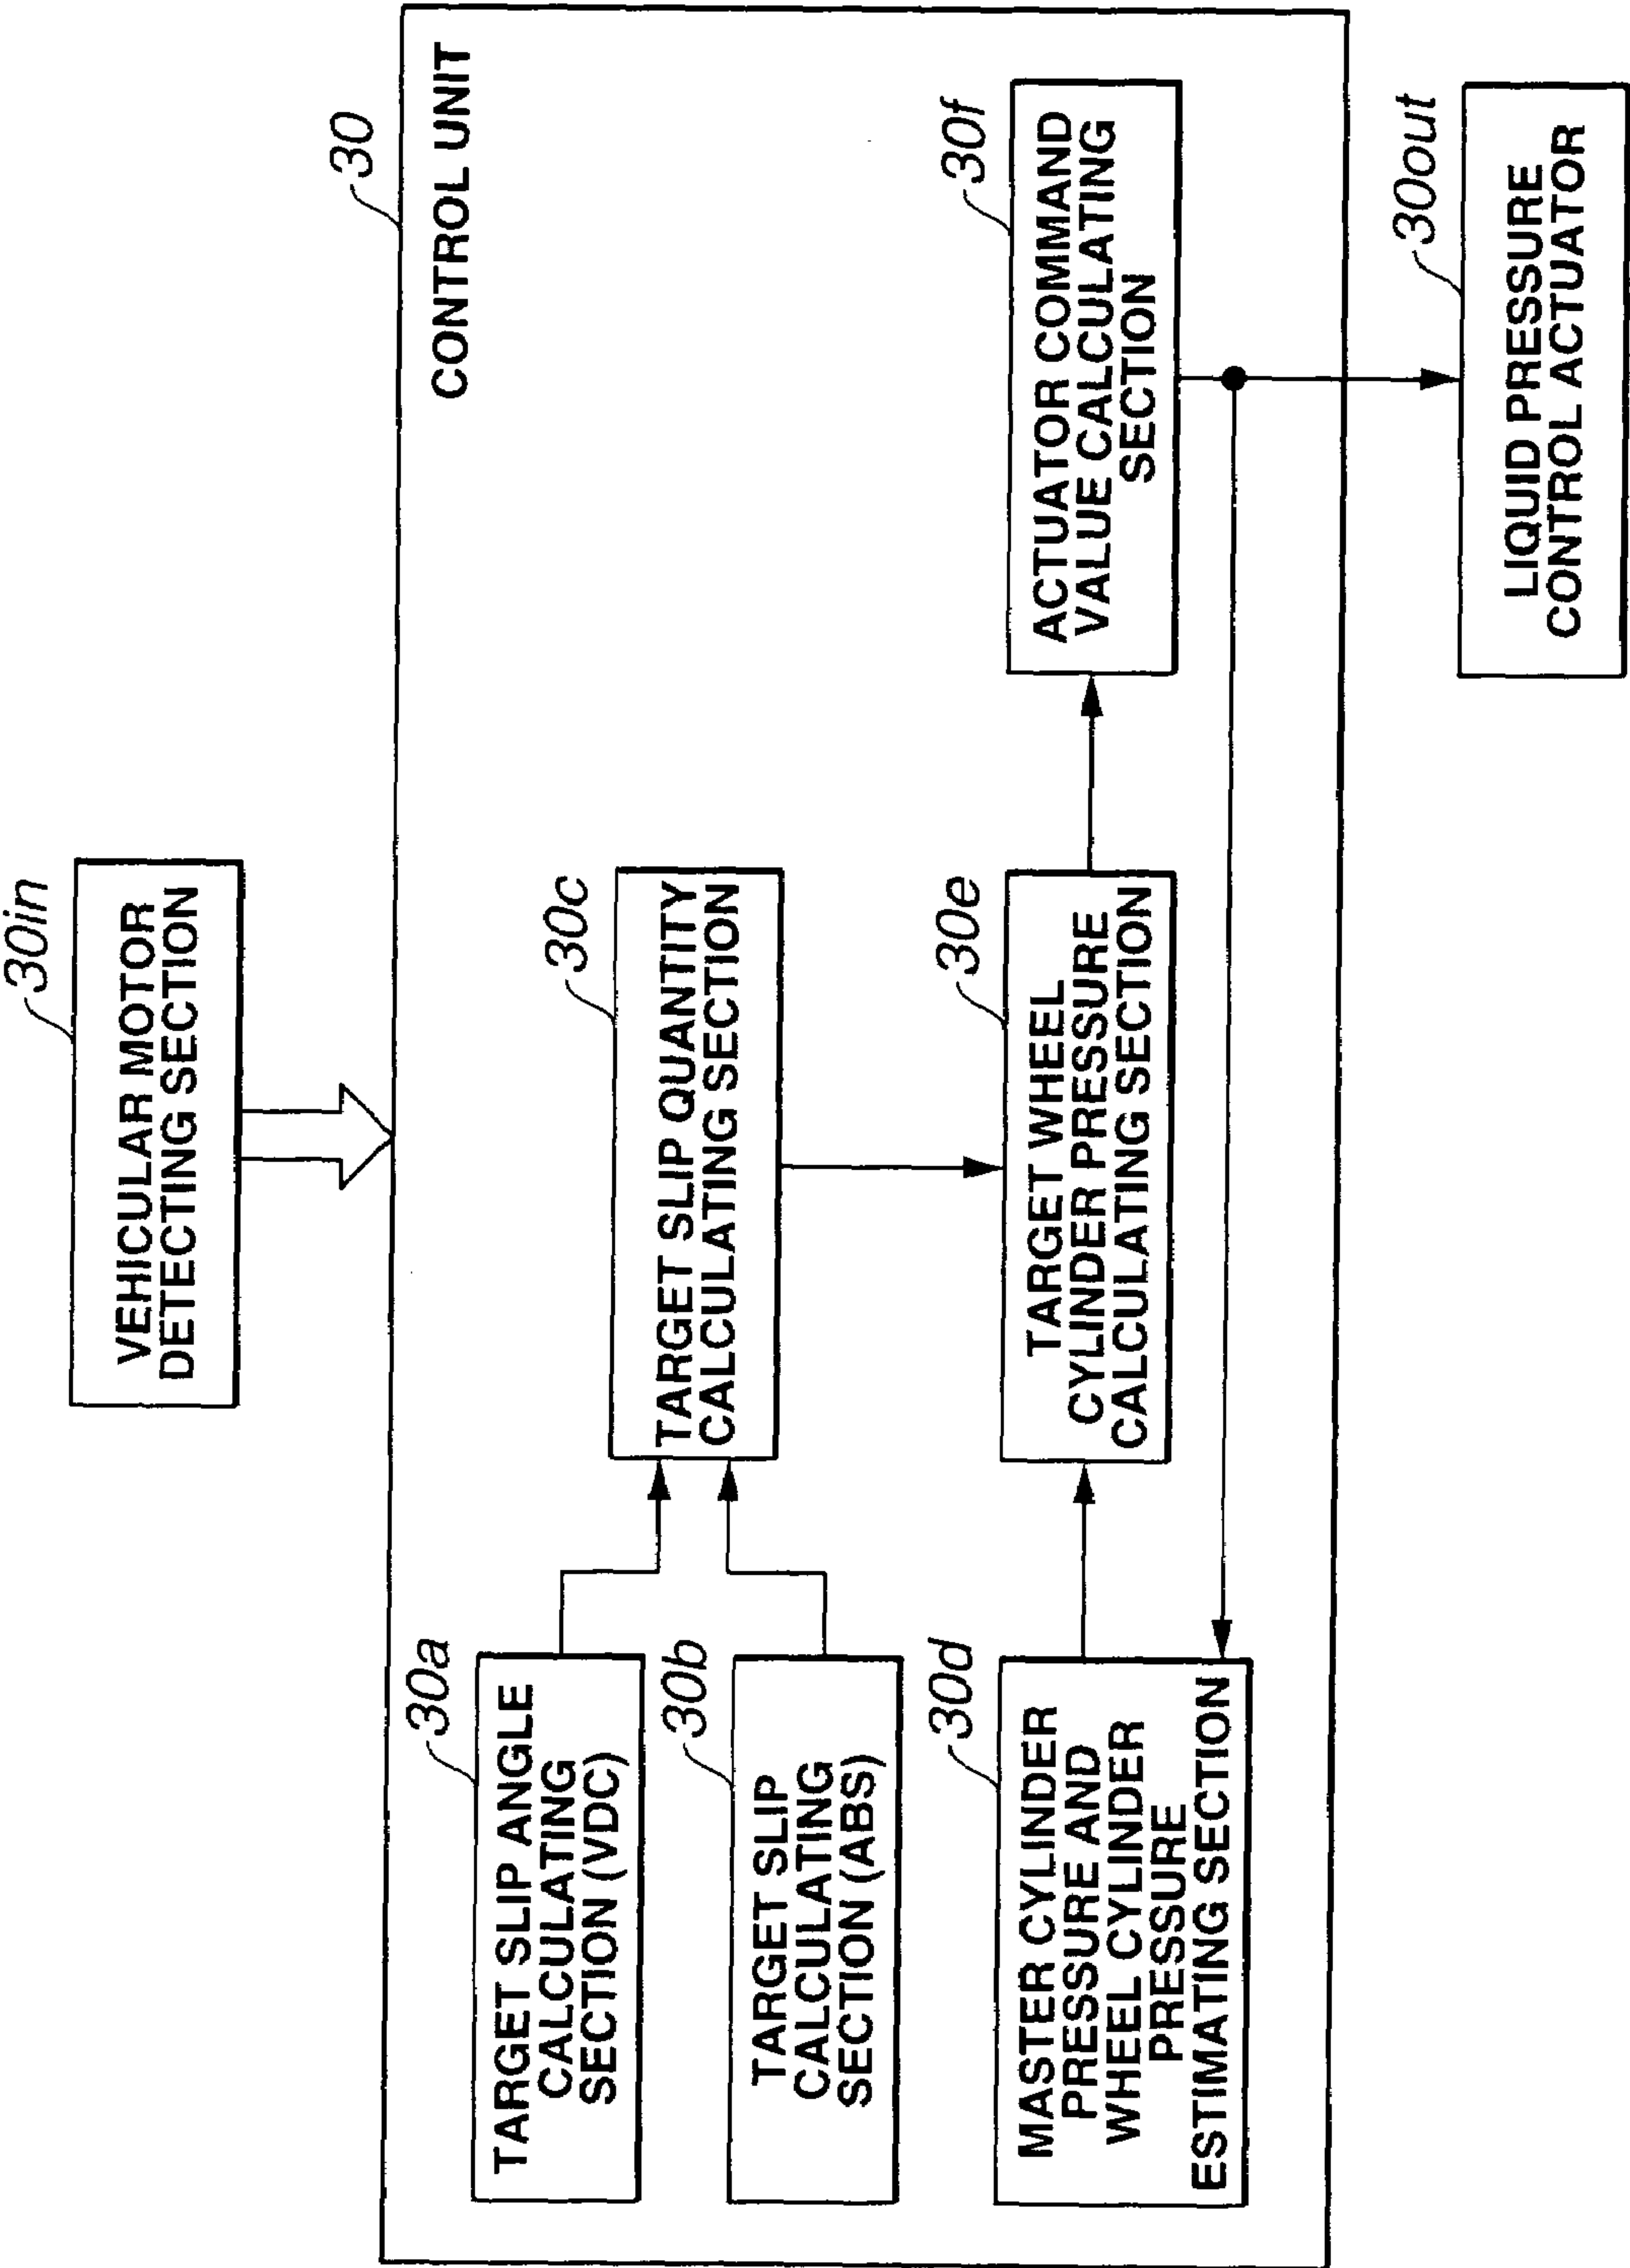 30in
VEHICULAR MOTOR
DETECTING SECTION
30
CONTROL UNIT
30a
TARGET SLIP ANGLE
CALCULATING
SECTION (VDC)
30b
TARGET SLIP
CALCULATING
SECTION (ABS)
30c
TARGET SLIP QUANTITY
CALCULATING SECTION
30d
MASTER CYLINDER
PRESSURE AND
WHEEL CYLINDER
PRESSURE
ESTIMATING SECTION
30e
TARGET WHEEL
CYLINDER PRESSURE
CALCULATING SECTION
30f
ACTUATOR COMMAND
VALUE CALCULATING
SECTION
30out
LIQUID PRESSURE
CONTROL ACTUATOR